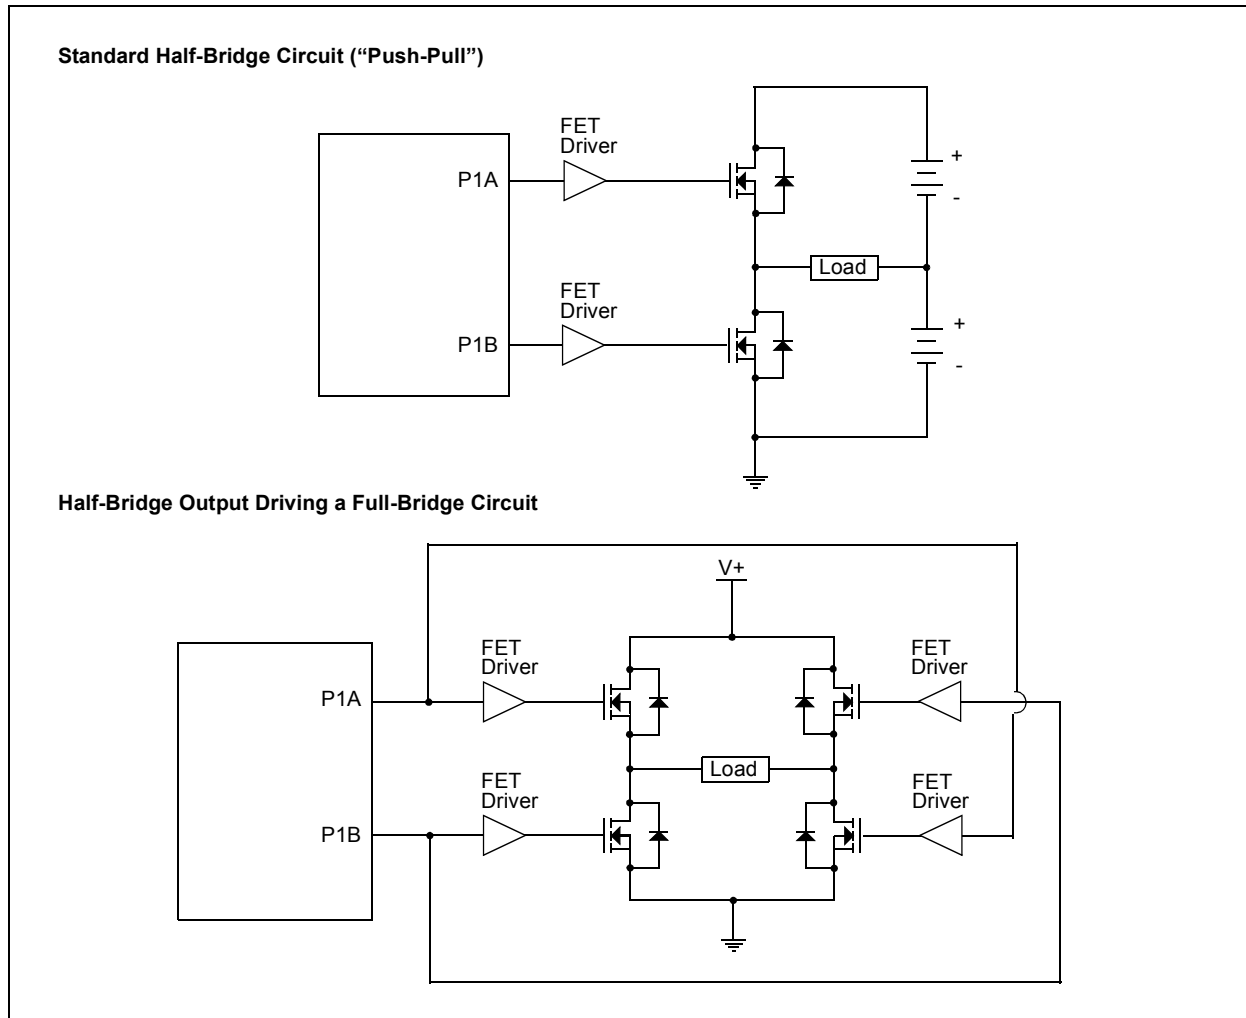 Standard Half-Bridge Circuit (“Push-Pull”)
FET
Driver
P1A
+
-
Load
FET
Driver
P1B
+
-
Half-Bridge Output Driving a Full-Bridge Circuit
V+
FET
Driver
FET
Driver
P1A
Load
FET
Driver
FET
Driver
P1B